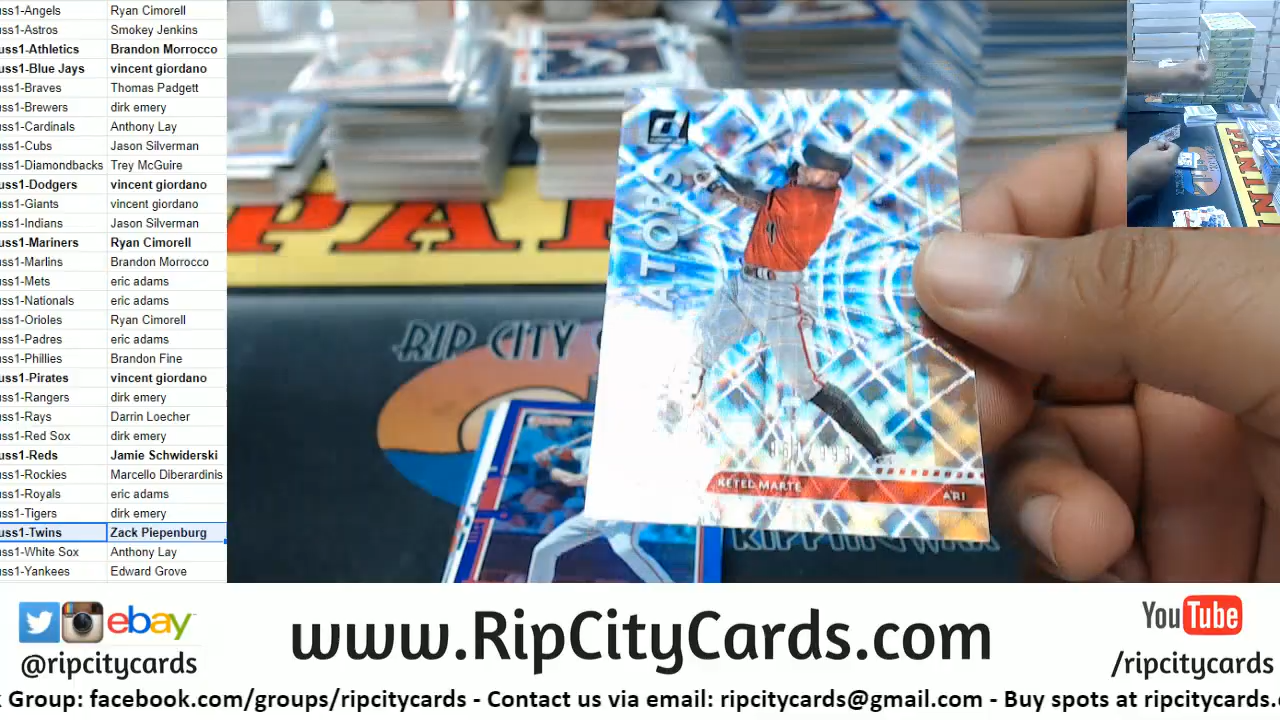 uss1-Angels Ryan Cimorell
uss1-Astros Smokey Jenkins
uss1-Athletics Brandon Morrocco
uss1-Blue Jays vincent giordano
uss1-Braves Thomas Padgett
uss1-Brewers dirk emery
uss1-Cardinals Anthony Lay
uss1-Cubs Jason Silverman
uss1-Diamondbacks Trey McGuire
uss1-Dodgers vincent giordano
uss1-Giants vincent giordano
uss1-Indians Jason Silverman
uss1-Mariners Ryan Cimorell
uss1-Marlins Brandon Morrocco
uss1-Mets eric adams
uss1-Nationals eric adams
uss1-Orioles Ryan Cimorell
uss1-Padres eric adams
uss1-Phillies Brandon Fine
uss1-Pirates vincent giordano
uss1-Rangers dirk emery
uss1-Rays Darrin Loecher
uss1-Red Sox dirk emery
uss1-Reds Jamie Schwiderski
uss1-Rockies Marcello Diberardinis
uss1-Royals eric adams
uss1-Tigers dirk emery
uss1-Twins Zack Piepenburg
uss1-White Sox Anthony Lay
uss1-Yankees Edward Grove
PANINI
RIP CITY
KETEL MARTE
ARI
KIPPIN WAX
ebay
@ripcitycards
www.RipCityCards.com
YouTube
/ripcitycards
k Group: facebook.com/groups/ripcitycards - Contact us via email: ripcitycards@gmail.com - Buy spots at ripcitycards.c